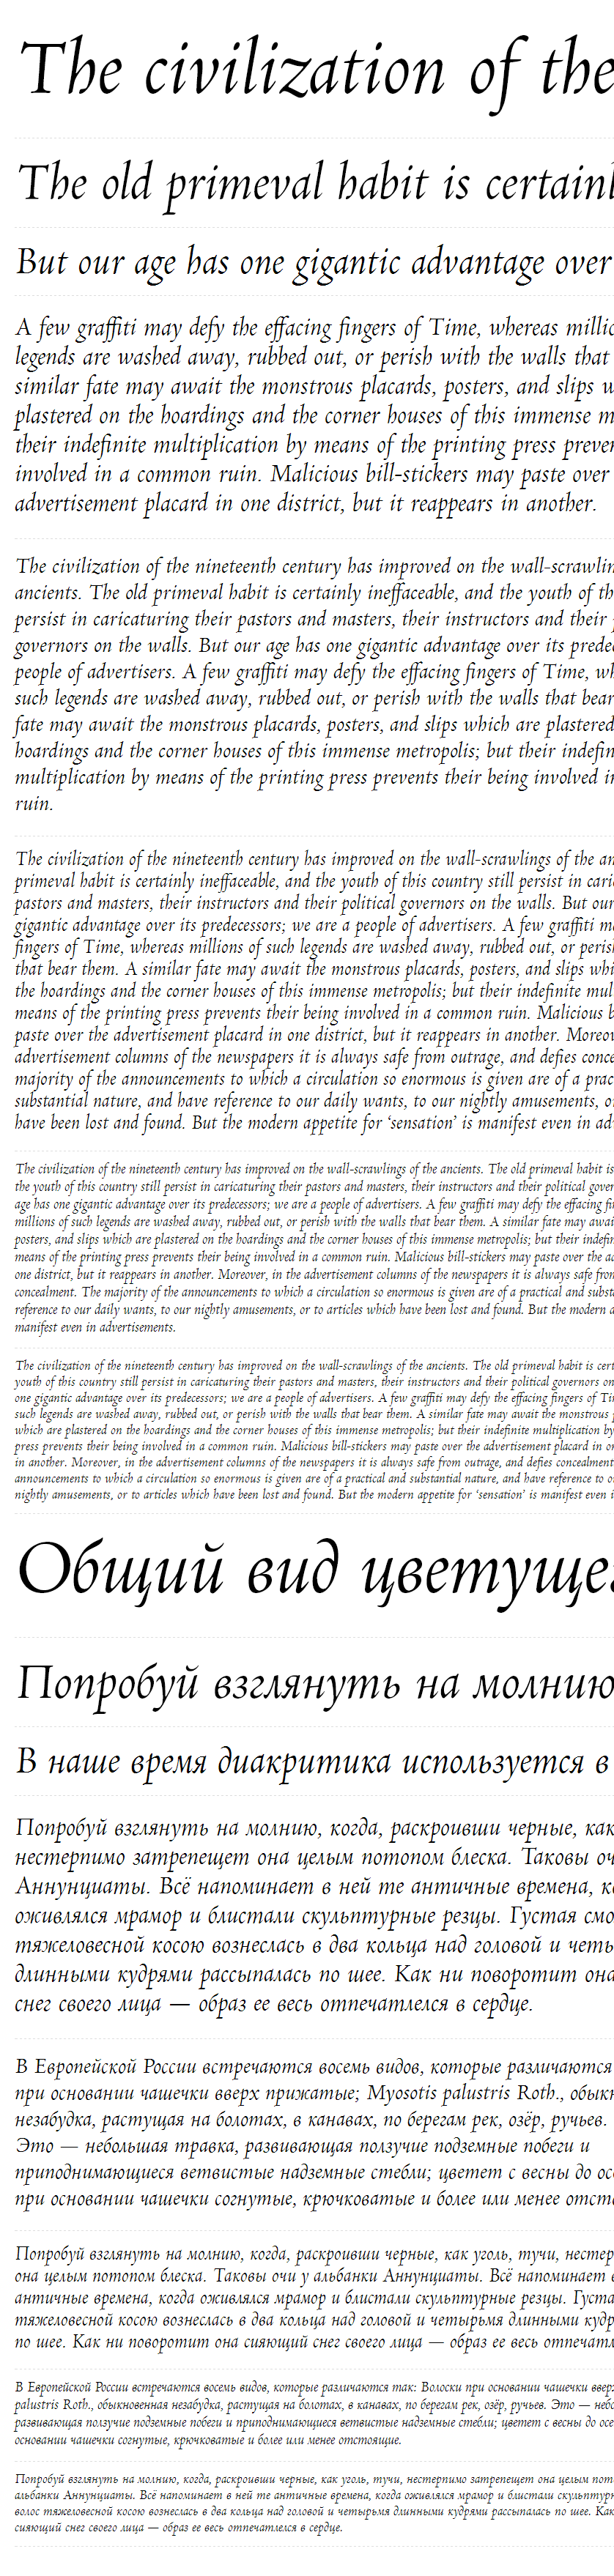 The civilization of the
The old primeval habit is certainl
But our age has one gigantic advantage over
A few graffiti may defy the effacing fingers of Time, whereas millio
legends are washed away, rubbed out, or perish with the walls that
similar fate may await the monstrous placards, posters, and slips w
plastered on the hoardings and the corner houses of this immense m
their indefinite multiplication by means of the printing press preven
involved in a common ruin. Malicious bill-stickers may paste over
advertisement placard in one district, but it reappears in another.
The civilization of the nineteenth century has improved on the wall-scrawlin
ancients. The old primeval habit is certainly ineffaceable, and the youth of th
persist in caricaturing their pastors and masters, their instructors and their p
governors on the walls. But our age has one gigantic advantage over its prede
people of advertisers. A few graffiti may defy the effacing fingers of Time, wh
such legends are washed away, rubbed out, or perish with the walls that bear
fate may await the monstrous placards, posters, and slips which are plastered
hoardings and the corner houses of this immense metropolis; but their indefin
multiplication by means of the printing press prevents their being involved in
ruin.
The civilization of the nineteenth century has improved on the wall-scrawlings of the an
primeval habit is certainly ineffaceable, and the youth of this country still persist in cari
pastors and masters, their instructors and their political governors on the walls. But our
gigantic advantage over its predecessors; we are a people of advertisers. A few graffiti ma
fingers of Time, whereas millions of such legends are washed away, rubbed out, or perish
that bear them. A similar fate may await the monstrous placards, posters, and slips whi
the hoardings and the corner houses of this immense metropolis; but their indefinite mul
means of the printing press prevents their being involved in a common ruin. Malicious b
paste over the advertisement placard in one district, but it reappears in another. Moreov
advertisement columns of the newspapers it is always safe from outrage, and defies conce
majority of the announcements to which a circulation so enormous is given are of a prac
substantial nature, and have reference to our daily wants, to our nightly amusements, o
have been lost and found. But the modern appetite for ‘sensation’ is manifest even in ad
The civilization of the nineteenth century has improved on the wall-scrawlings of the ancients. The old primeval habit is
the youth of this country still persist in caricaturing their pastors and masters, their instructors and their political gover
age has one gigantic advantage over its predecessors; we are a people of advertisers. A few graffiti may defy the effacing fin
millions of such legends are washed away, rubbed out, or perish with the walls that bear them. A similar fate may awai
posters, and slips which are plastered on the hoardings and the corner houses of this immense metropolis; but their indefin
means of the printing press prevents their being involved in a common ruin. Malicious bill-stickers may paste over the ad
one district, but it reappears in another. Moreover, in the advertisement columns of the newspapers it is always safe from
concealment. The majority of the announcements to which a circulation so enormous is given are of a practical and substa
reference to our daily wants, to our nightly amusements, or to articles which have been lost and found. But the modern a
manifest even in advertisements.
The civilization of the nineteenth century has improved on the wall-scrawlings of the ancients. The old primeval habit is cert
youth of this country still persist in caricaturing their pastors and masters, their instructors and their political governors on
one gigantic advantage over its predecessors; we are a people of advertisers. A few graffiti may defy the effacing fingers of Tim
such legends are washed away, rubbed out, or perish with the walls that bear them. A similar fate may await the monstrous p
which are plastered on the hoardings and the corner houses of this immense metropolis; but their indefinite multiplication by
press prevents their being involved in a common ruin. Malicious bill-stickers may paste over the advertisement placard in on
in another. Moreover, in the advertisement columns of the newspapers it is always safe from outrage, and defies concealment
announcements to which a circulation so enormous is given are of a practical and substantial nature, and have reference to o
nightly amusements, or to articles which have been lost and found. But the modern appetite for ‘sensation’ is manifest even i
Общий вид цветущег
Попробуй взглянуть на молнию
В наше время диакритика используется в
Попробуй взглянуть на молнию, когда, раскроивши черные, как
нестерпимо затрепещет она целым потопом блеска. Таковы оч
Аннунциаты. Всё напоминает в ней те античные времена, ко
оживлялся мрамор и блистали скульптурные резцы. Густая смо
тяжеловесной косою вознеслась в два кольца над головой и четы
длинными кудрями рассыпалась по шее. Как ни поворотит она
снег своего лица — образ ее весь отпечатлелся в сердце.
В Европейской России встречаются восемь видов, которые различаются
при основании чашечки вверх прижатые; Myosotis palustris Roth., обыкн
незабудка, растущая на болотах, в канавах, по берегам рек, озёр, ручьев.
Это — небольшая травка, развивающая ползучие подземные побеги и
приподнимающиеся ветвистые надземные стебли; цветет с весны до осе
при основании чашечки согнутые, крючковатые и более или менее отсто
Попробуй взглянуть на молнию, когда, раскроивши черные, как уголь, тучи, нестер
она целым потопом блеска. Таковы очи у альбанки Аннунциаты. Всё напоминает в
античные времена, когда оживлялся мрамор и блистали скульптурные резцы. Густа
тяжеловесной косою вознеслась в два кольца над головой и четырьмя длинными кудр
по шее. Как ни поворотит она сияющий снег своего лица — образ ее весь отпечатл
В Европейской России встречаются восемь видов, которые различаются так: Волоски при основании чашечки вверх
palustris Roth., обыкновенная незабудка, растущая на болотах, в канавах, по берегам рек, озёр, ручьев. Это — небо
развивающая ползучие подземные побеги и приподнимающиеся ветвистые надземные стебли; цветет с весны до осе
основании чашечки согнутые, крючковатые и более или менее отстоящие.
Попробуй взглянуть на молнию, когда, раскроивши черные, как уголь, тучи, нестерпимо затрепещет она целым пот
альбанки Аннунциаты. Всё напоминает в ней те античные времена, когда оживлялся мрамор и блистали скульптурн
волос тяжеловесной косою вознеслась в два кольца над головой и четырьмя длинными кудрями рассыпалась по шее. Как
сияющий снег своего лица — образ ее весь отпечатлелся в сердце.